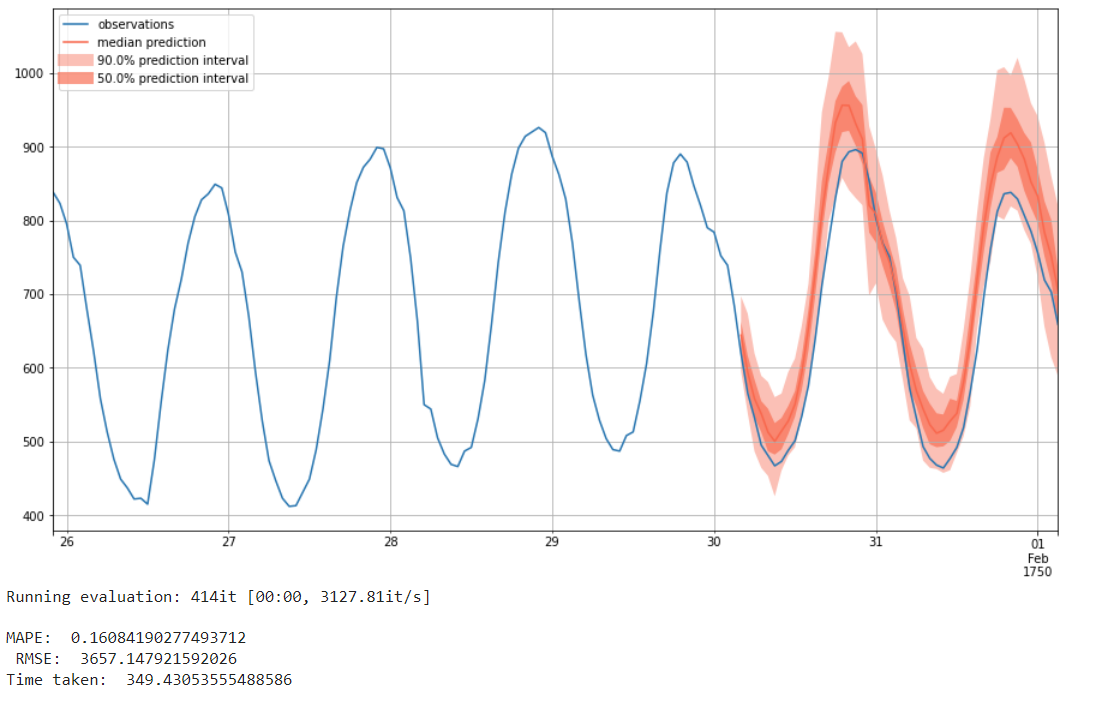 observations
median prediction
90.0% prediction interval
50.0% prediction interval
1000
900
800
700
600
500
400
26 27 28 29 30 31 01
Feb
1750
Running evaluation: 414it [00:00, 3127.81it/s]
MAPE: 0.16084190277493712
RMSE: 3657.147921592026
Time taken: 349.43053555488586